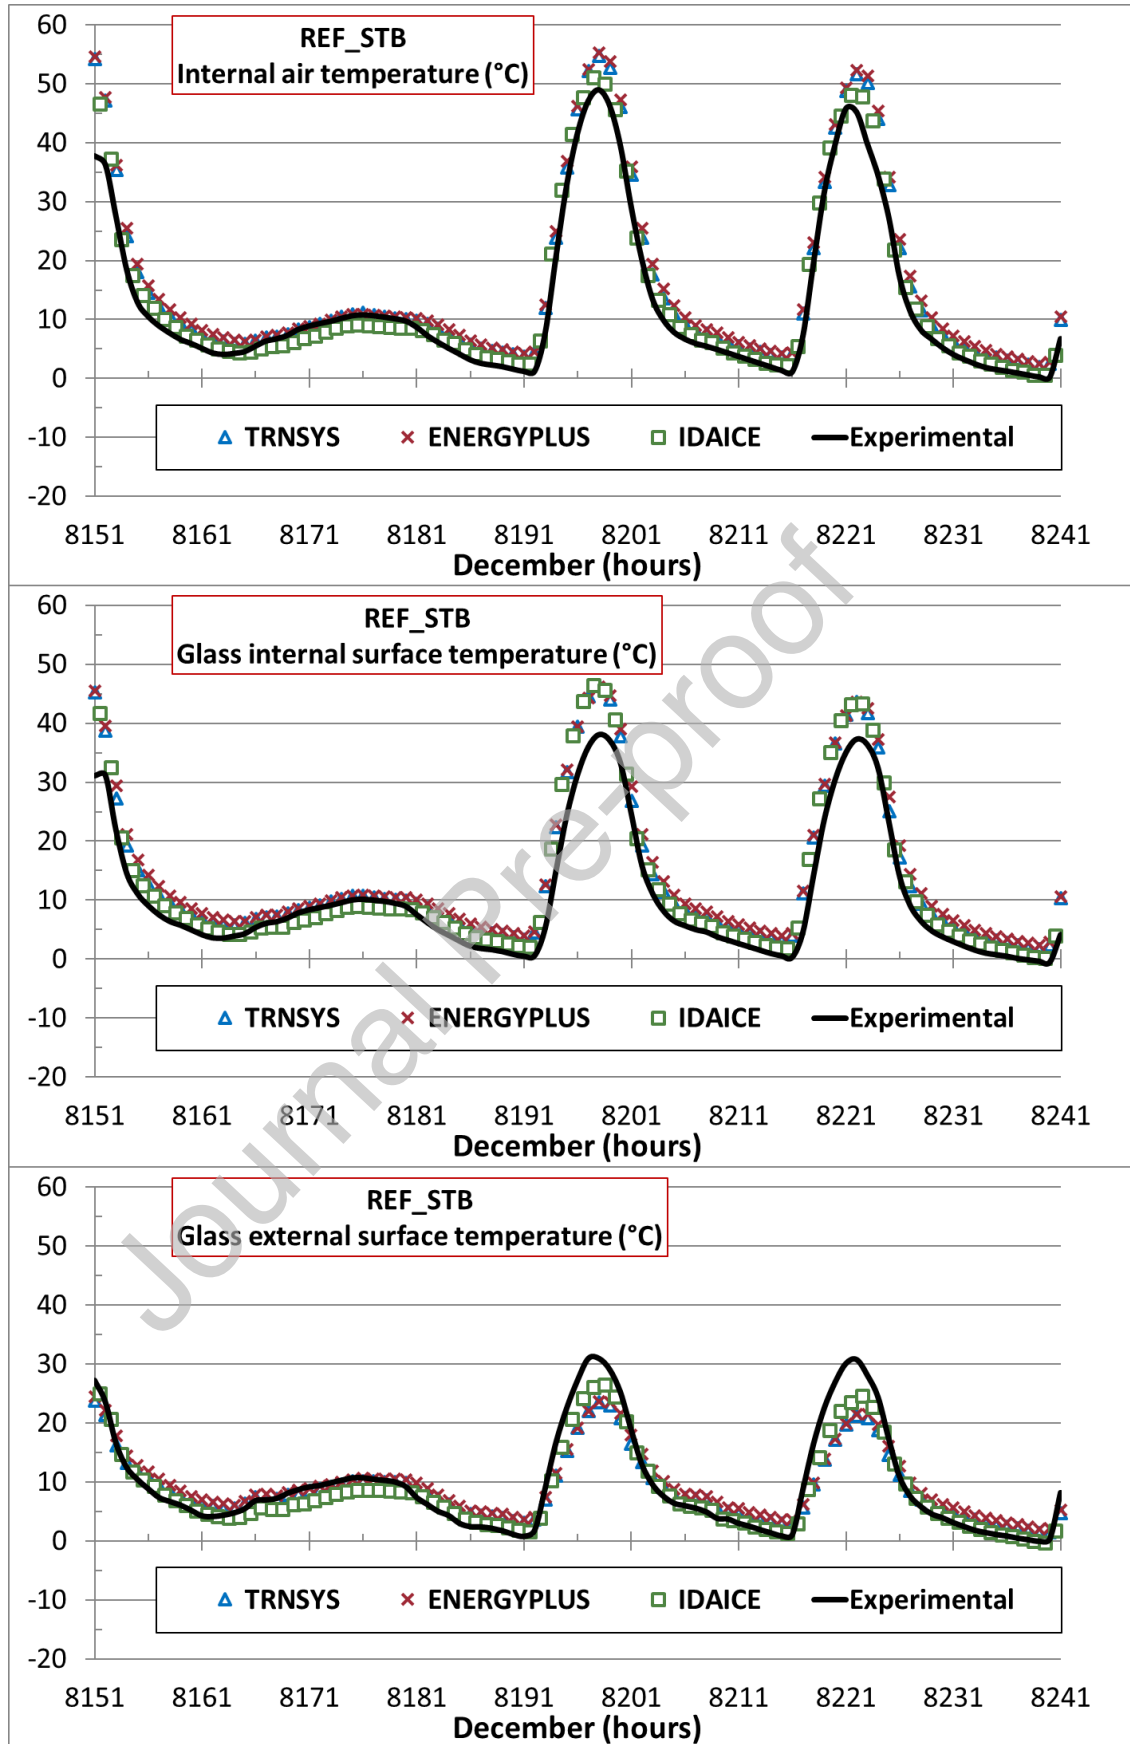 60
REF_STB
Internal air temperature (°C)
50
40
30
20
10
0
TRNSYS ENERGYPLUS IDAICE Experimental
-10
-20
8151 8161 8171 8181 8191 8201 8211 8221 8231 8241
December (hours)
60
REF_STB
Glass internal surface temperature (°C)
50
40
30
20
10
0
TRNSYS ENERGYPLUS IDAICE Experimental
-10
-20
8151 8161 8171 8181 8191 8201 8211 8221 8231 8241
December (hours)
60
REF_STB
Glass external surface temperature (°C)
50
40
30
20
10
0
TRNSYS ENERGYPLUS IDAICE Experimental
-10
-20
8151 8161 8171 8181 8191 8201 8211 8221 8231 8241
December (hours)
Journal Pre-proof